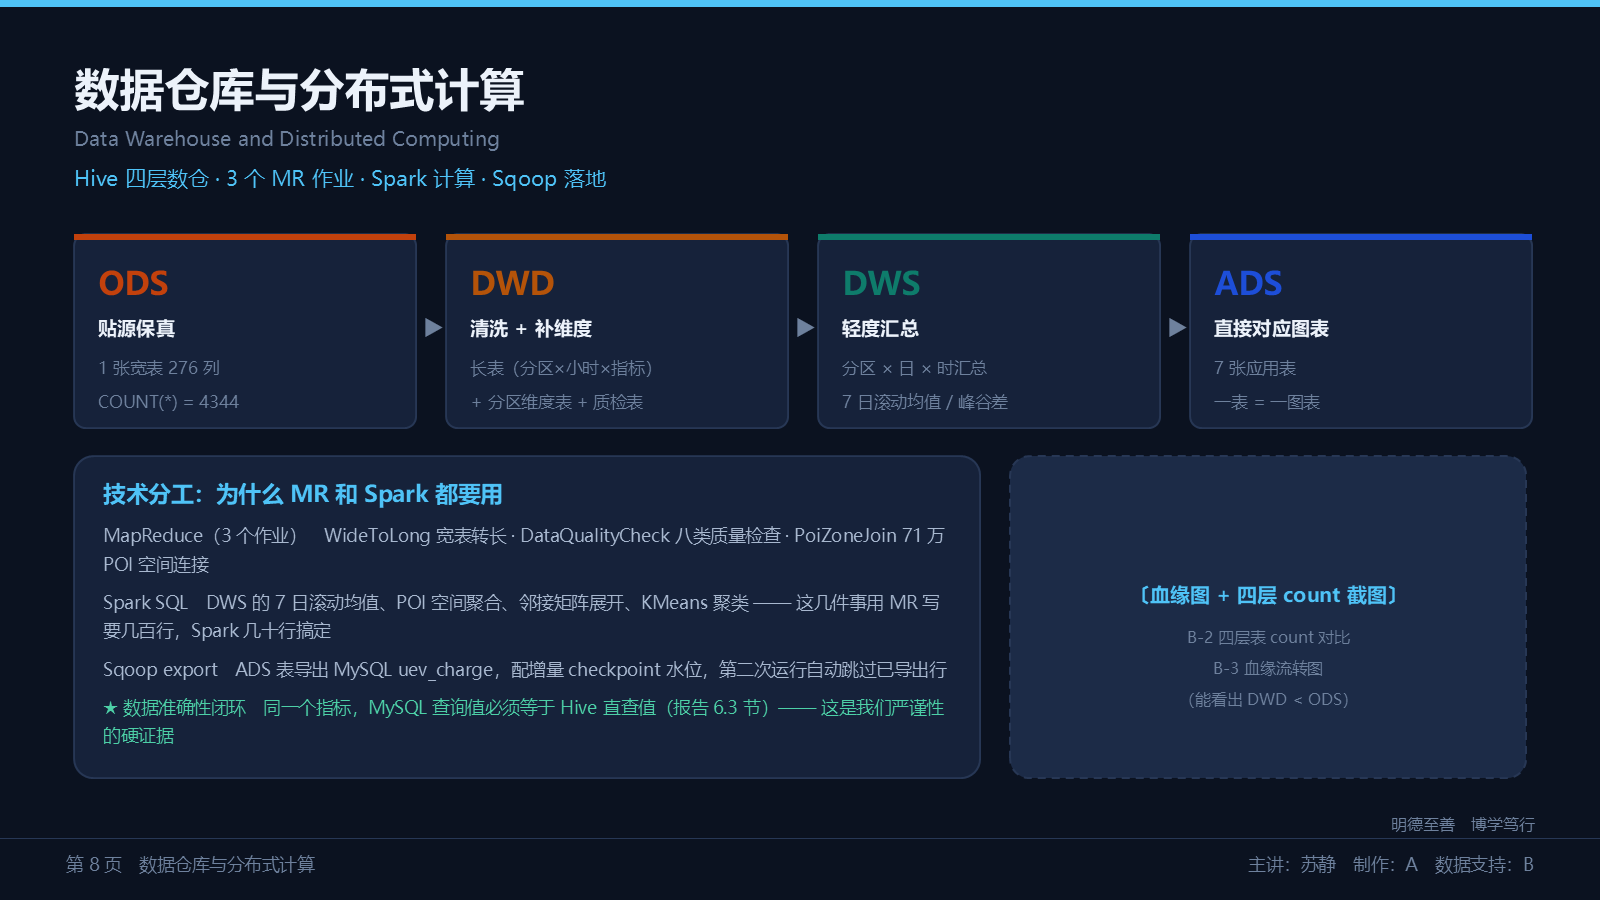 数据仓库与分布式计算
Data Warehouse and Distributed Computing
Hive 四层数仓 · 3 个 MR 作业 · Spark 计算 · Sqoop 落地
ODS
贴源保真
1 张宽表 276 列
COUNT(*) = 4344
▶
DWD
清洗 + 补维度
长表（分区×小时×指标）
+ 分区维度表 + 质检表
▶
DWS
轻度汇总
分区 × 日 × 时汇总
7 日滚动均值 / 峰谷差
▶
ADS
直接对应图表
7 张应用表
一表 = 一图表
技术分工：为什么 MR 和 Spark 都要用
MapReduce（3 个作业）　WideToLong 宽表转长 · DataQualityCheck 八类质量检查 · PoiZoneJoin 71 万
POI 空间连接
Spark SQL　DWS 的 7 日滚动均值、POI 空间聚合、邻接矩阵展开、KMeans 聚类 —— 这几件事用 MR 写
要几百行，Spark 几十行搞定
Sqoop export　ADS 表导出 MySQL uev_charge，配增量 checkpoint 水位，第二次运行自动跳过已导出行
★ 数据准确性闭环　同一个指标，MySQL 查询值必须等于 Hive 直查值（报告 6.3 节）—— 这是我们严谨性
的硬证据
〔血缘图 + 四层 count 截图〕
B-2 四层表 count 对比
B-3 血缘流转图
（能看出 DWD < ODS）
明德至善　博学笃行
第 8 页　数据仓库与分布式计算
主讲：苏静　制作：A　数据支持：B